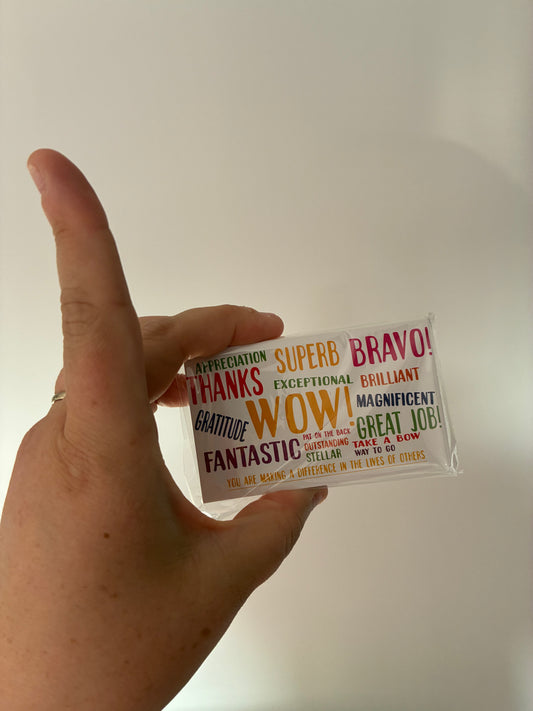 APPRECIATION SUPERB BRAVO!
THANKS EXCEPTIONAL BRILLIANT
GRATITUDE WOW! MAGNIFICENT
GREAT JOB!
FANTASTIC PAT ON THE BACK
OUTSTANDING TAKE A BOW
STELLAR WAY TO GO
YOU ARE MAKING A DIFFERENCE IN THE LIVES OF OTHERS